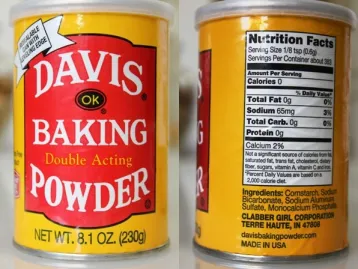 AVAILABLE
WITH
LEVELING EDGE
DAVIS
OK
BAKING
Double Acting
POWDER
NET WT. 8.1 OZ. (230g)
Nutrition Facts
Serving Size 1/8 tsp (0.6g)
Servings Per Container about 383
Amount Per Serving
Calories 0
% Daily Value*
Total Fat 0g 0%
Sodium 65mg 3%
Total Carb. 0g 0%
Protein 0g
Calcium 2%
Not a significant source of calories from fat,
saturated fat, trans fat, cholesterol, dietary
fiber, sugars, vitamin A, vitamin C and iron.
*Percent Daily Values are based on a
2,000 calorie diet.
Ingredients: Cornstarch, Sodium
Bicarbonate, Sodium Aluminum
Sulfate, Monocalcium Phosphate.
CLABBER GIRL CORPORATION
TERRE HAUTE, IN 47808
davisbakingpowder.com
MADE IN USA